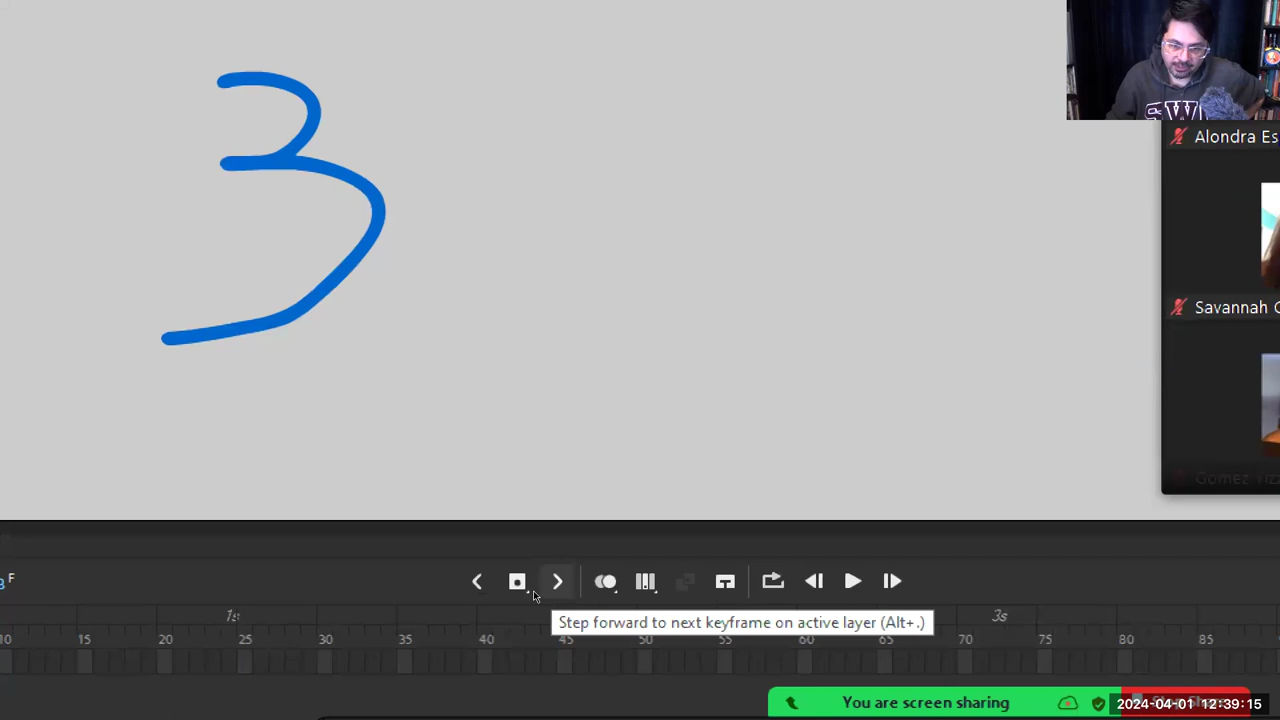 3
SW
Alondra Es
Savannah
Gomez
F
Step forward to next keyframe on active layer (Alt+.)
1s
3s
10 15 20 25 30 35 40 45 50 55 60 65 70 75 80 85
You are screen sharing
2024-04-01 12:39:15